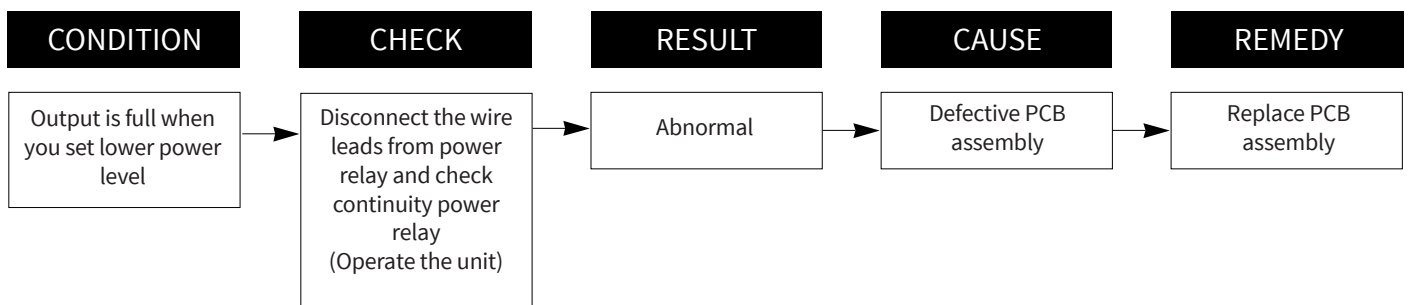 CONDITION
CHECK
RESULT
CAUSE
REMEDY
Output is full when
you set lower power
level
Disconnect the wire
leads from power
relay and check
continuity power
relay
(Operate the unit)
Abnormal
Defective PCB
assembly
Replace PCB
assembly